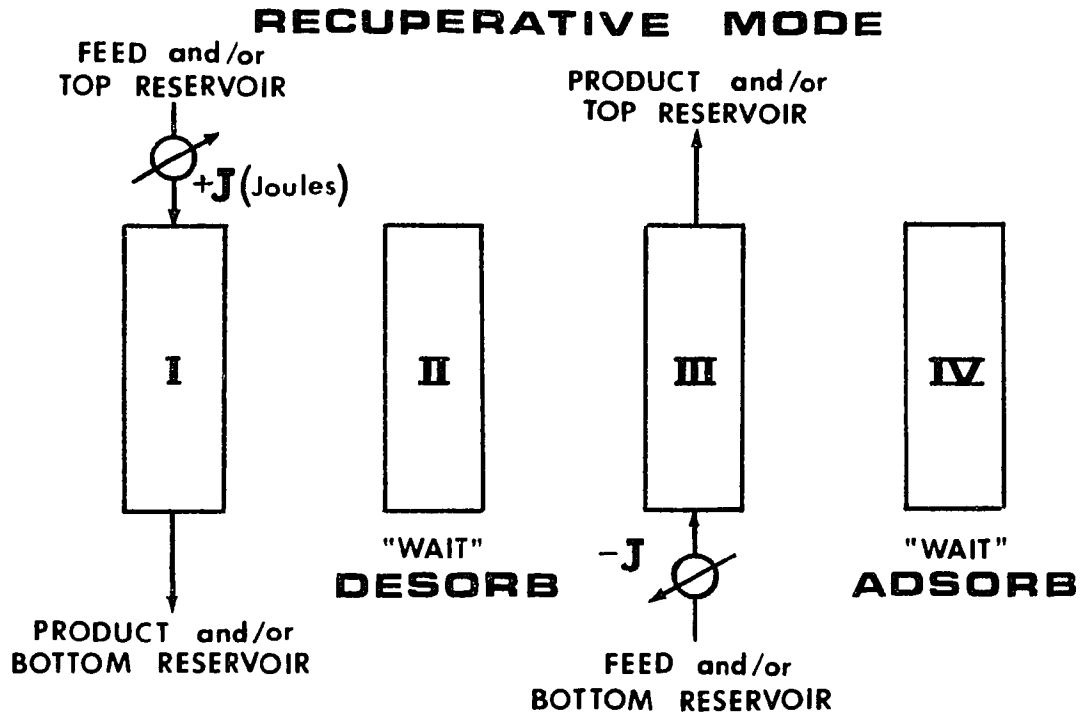 RECUPERATIVE MODE
FEED and/or
TOP RESERVOIR
+J (Joules)
I
PRODUCT and/or
BOTTOM RESERVOIR
II
"WAIT"
DESORB
PRODUCT and/or
TOP RESERVOIR
III
-J
FEED and/or
BOTTOM RESERVOIR
IV
"WAIT"
ADSORB